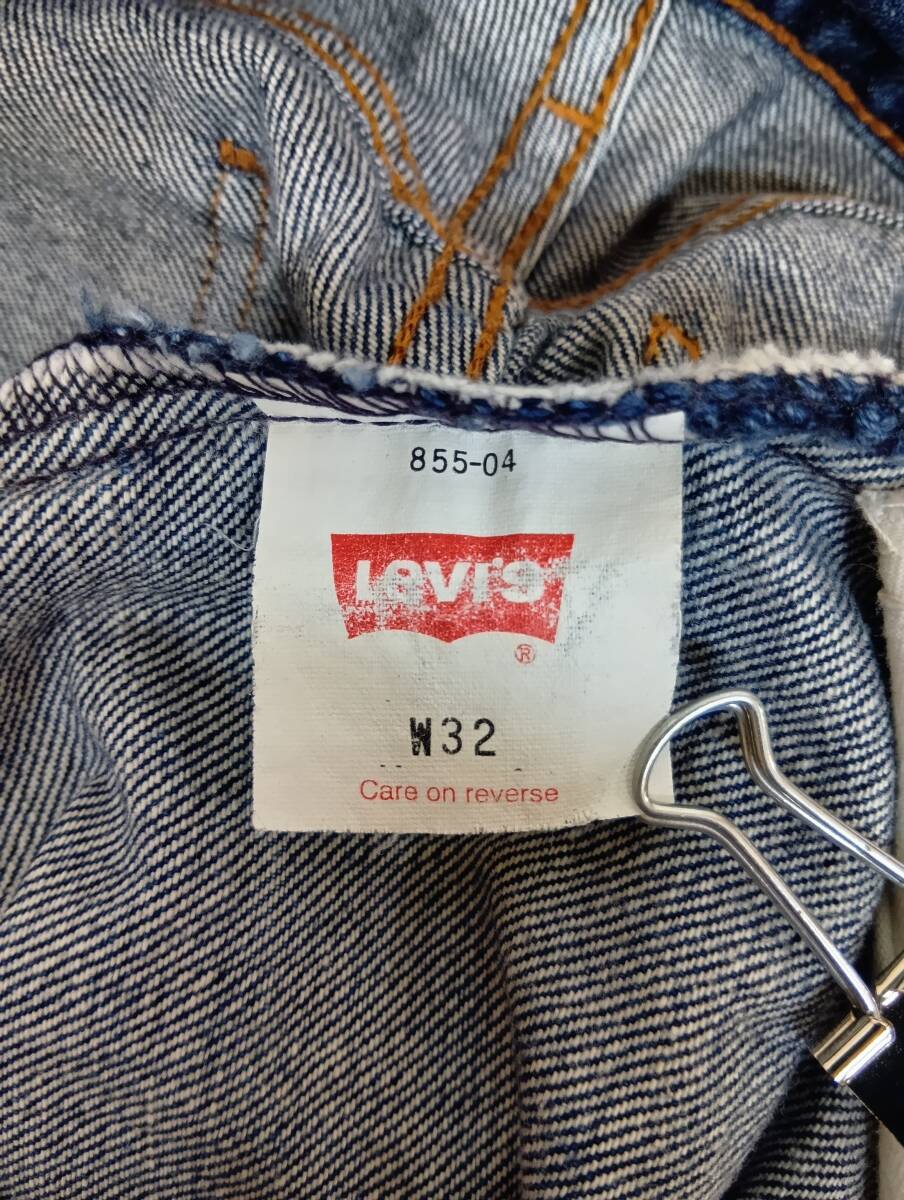 855-04
Levi's
®
W32
Care on reverse